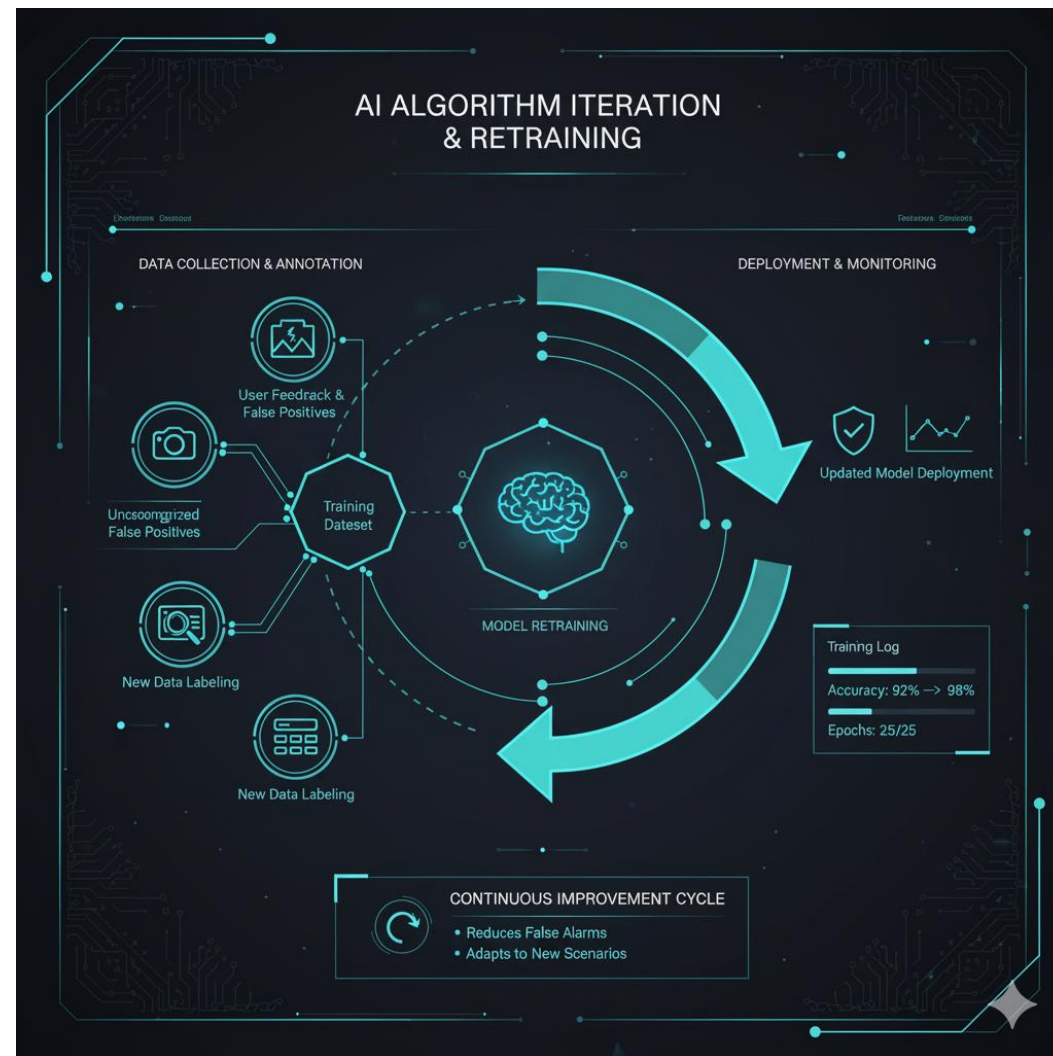 AI ALGORITHM ITERATION
& RETRAINING
DATA COLLECTION & ANNOTATION
DEPLOYMENT & MONITORING
User Feedrack &
False Positives
False Positives
Training
Dateset
New Data Labeling
New Data Labeling
MODEL RETRAINING
Updated Model Deployment
Training Log
Accuracy: 92% —> 98%
Epochs: 25/25
CONTINUOUS IMPROVEMENT CYCLE
• Reduces False Alarms
• Adapts to New Scenarios